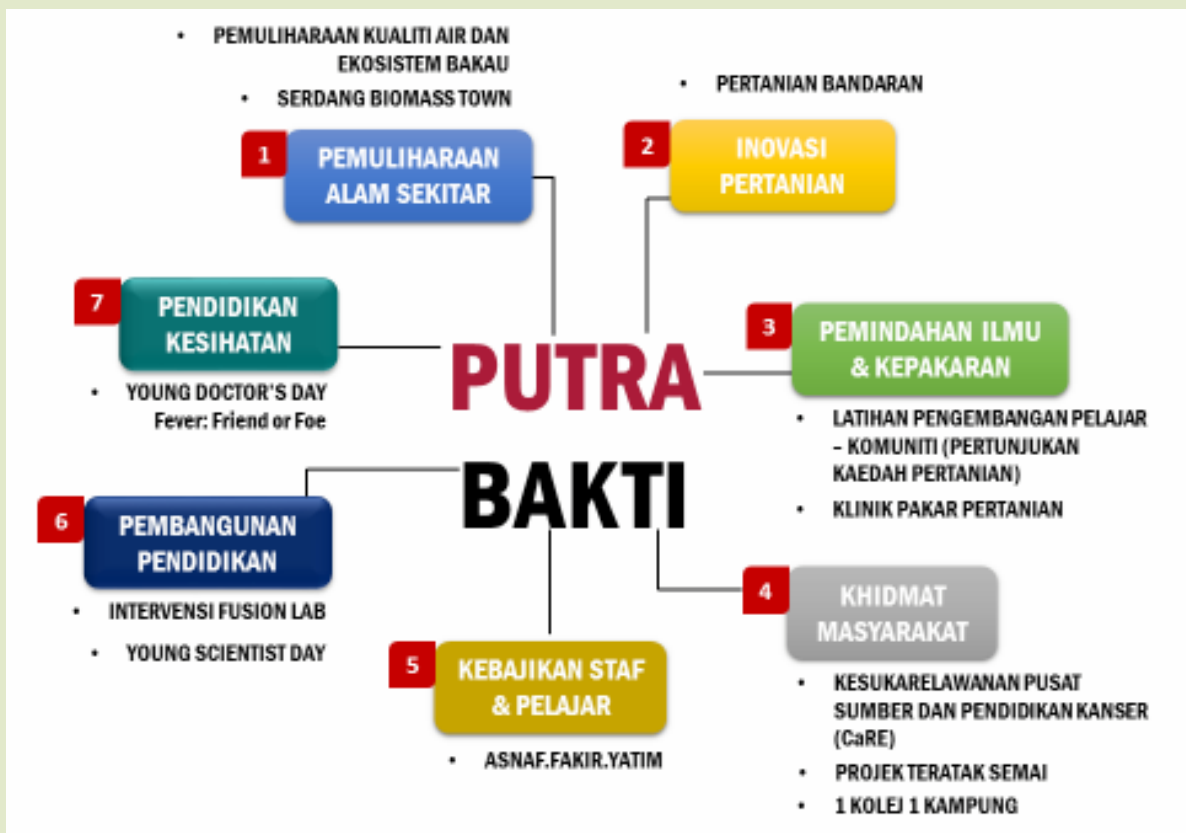 • PEMULIHARAAN KUALITI AIR DAN
EKOSISTEM BAKAU
• SERDANG BIOMASS TOWN
1
PEMULIHARAAN
ALAM SEKITAR
• PERTANIAN BANDARAN
2
INOVASI
PERTANIAN
7
PENDIDIKAN
KESIHATAN
• YOUNG DOCTOR'S DAY
Fever: Friend or Foe
PUTRA
BAKTI
3
PEMINDAHAN ILMU
& KEPAKARAN
• LATIHAN PENGEMBANGAN PELAJAR
– KOMUNITI (PERTUNJUKAN
KAEDAH PERTANIAN)
• KLINIK PAKAR PERTANIAN
6
PEMBANGUNAN
PENDIDIKAN
• INTERVENSI FUSION LAB
• YOUNG SCIENTIST DAY
5
KEBAJIKAN STAF
& PELAJAR
• ASNAF.FAKIR.YATIM
4
KHIDMAT
MASYARAKAT
• KESUKARELAWANAN PUSAT
SUMBER DAN PENDIDIKAN KANSER
(CaRE)
• PROJEK TERATAK SEMAI
• 1 KOLEJ 1 KAMPUNG